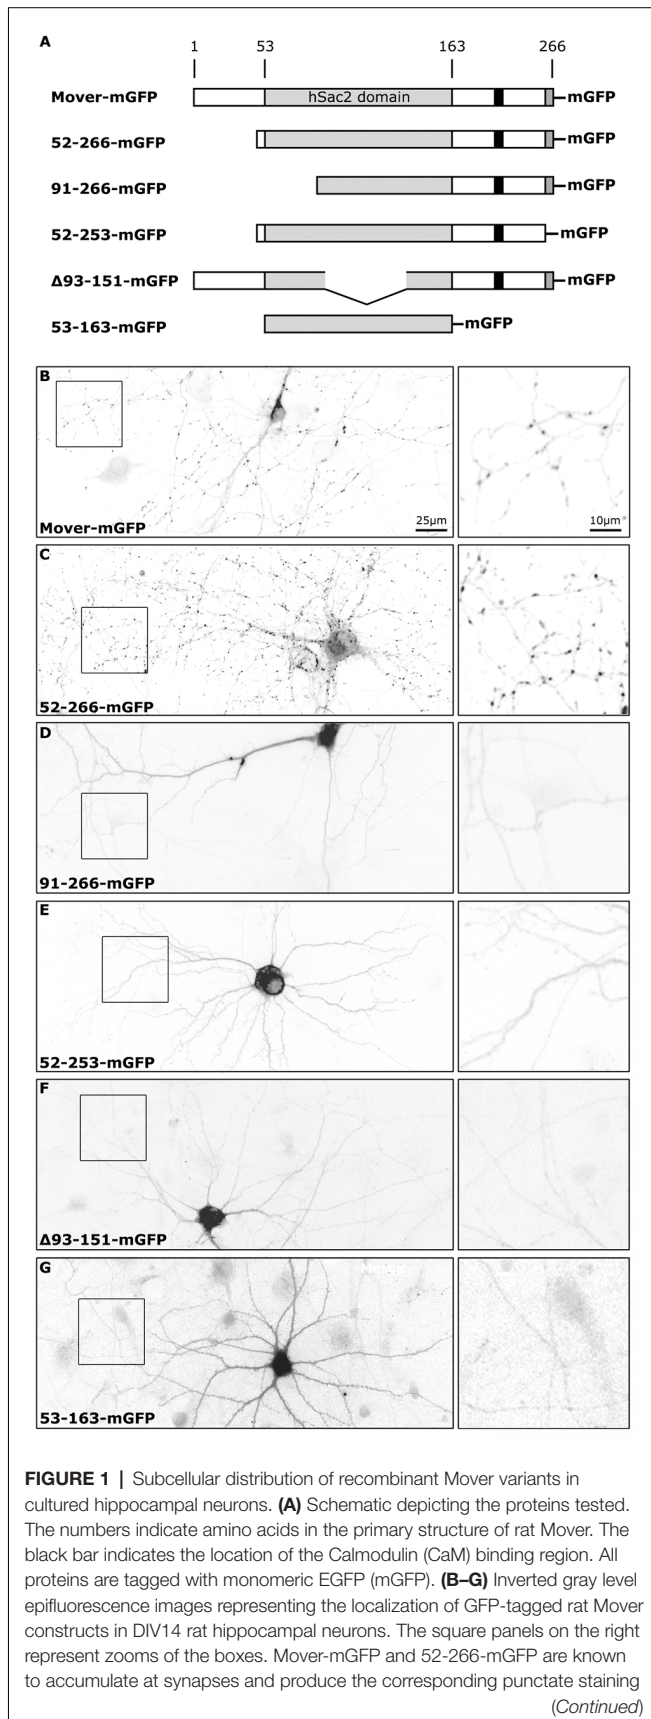 A
1 53 163 266
Mover-mGFP hSac2 domain mGFP
52-266-mGFP mGFP
91-266-mGFP mGFP
52-253-mGFP mGFP
Δ93-151-mGFP mGFP
53-163-mGFP mGFP
B
Mover-mGFP 25µm 10µm
C
52-266-mGFP
D
91-266-mGFP
E
52-253-mGFP
F
Δ93-151-mGFP
G
53-163-mGFP
FIGURE 1 | Subcellular distribution of recombinant Mover variants in
cultured hippocampal neurons. (A) Schematic depicting the proteins tested.
The numbers indicate amino acids in the primary structure of rat Mover. The
black bar indicates the location of the Calmodulin (CaM) binding region. All
proteins are tagged with monomeric EGFP (mGFP). (B–G) Inverted gray level
epifluorescence images representing the localization of GFP-tagged rat Mover
constructs in DIV14 rat hippocampal neurons. The square panels on the right
represent zooms of the boxes. Mover-mGFP and 52-266-mGFP are known
to accumulate at synapses and produce the corresponding punctate staining
(Continued)